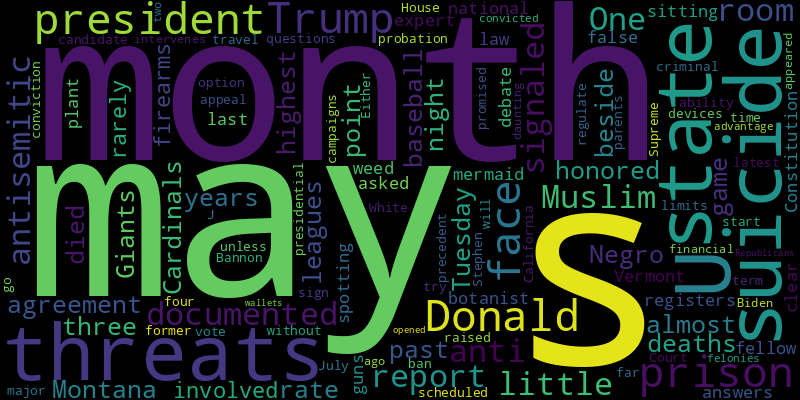 president Trump House national convicted two One sitting room
candidate intervenes travel questions expert probation law false
month
may
s
conviction plant rarely firearms option appeal last highest campaigns point Either baseball night debate promised daunting signaled regulate beside parents Supreme state suicide criminal ability devices time advantage Constitution appeared
antisemitic died Giants Cardinals years J unless Bannon presidential leagues spotting White weed asked mermaid precedent Tuesday stephen will face California honored Muslim Negro Vermont limits game latest start financial Republicans term clear
go agreement three documented four wallets former vote without sign July try botanist Donald registers U Biden
threats opened raised past anti almost deaths Court felonies fellow
major Montana involved rate ago guns ban report scheduled little far prison answers